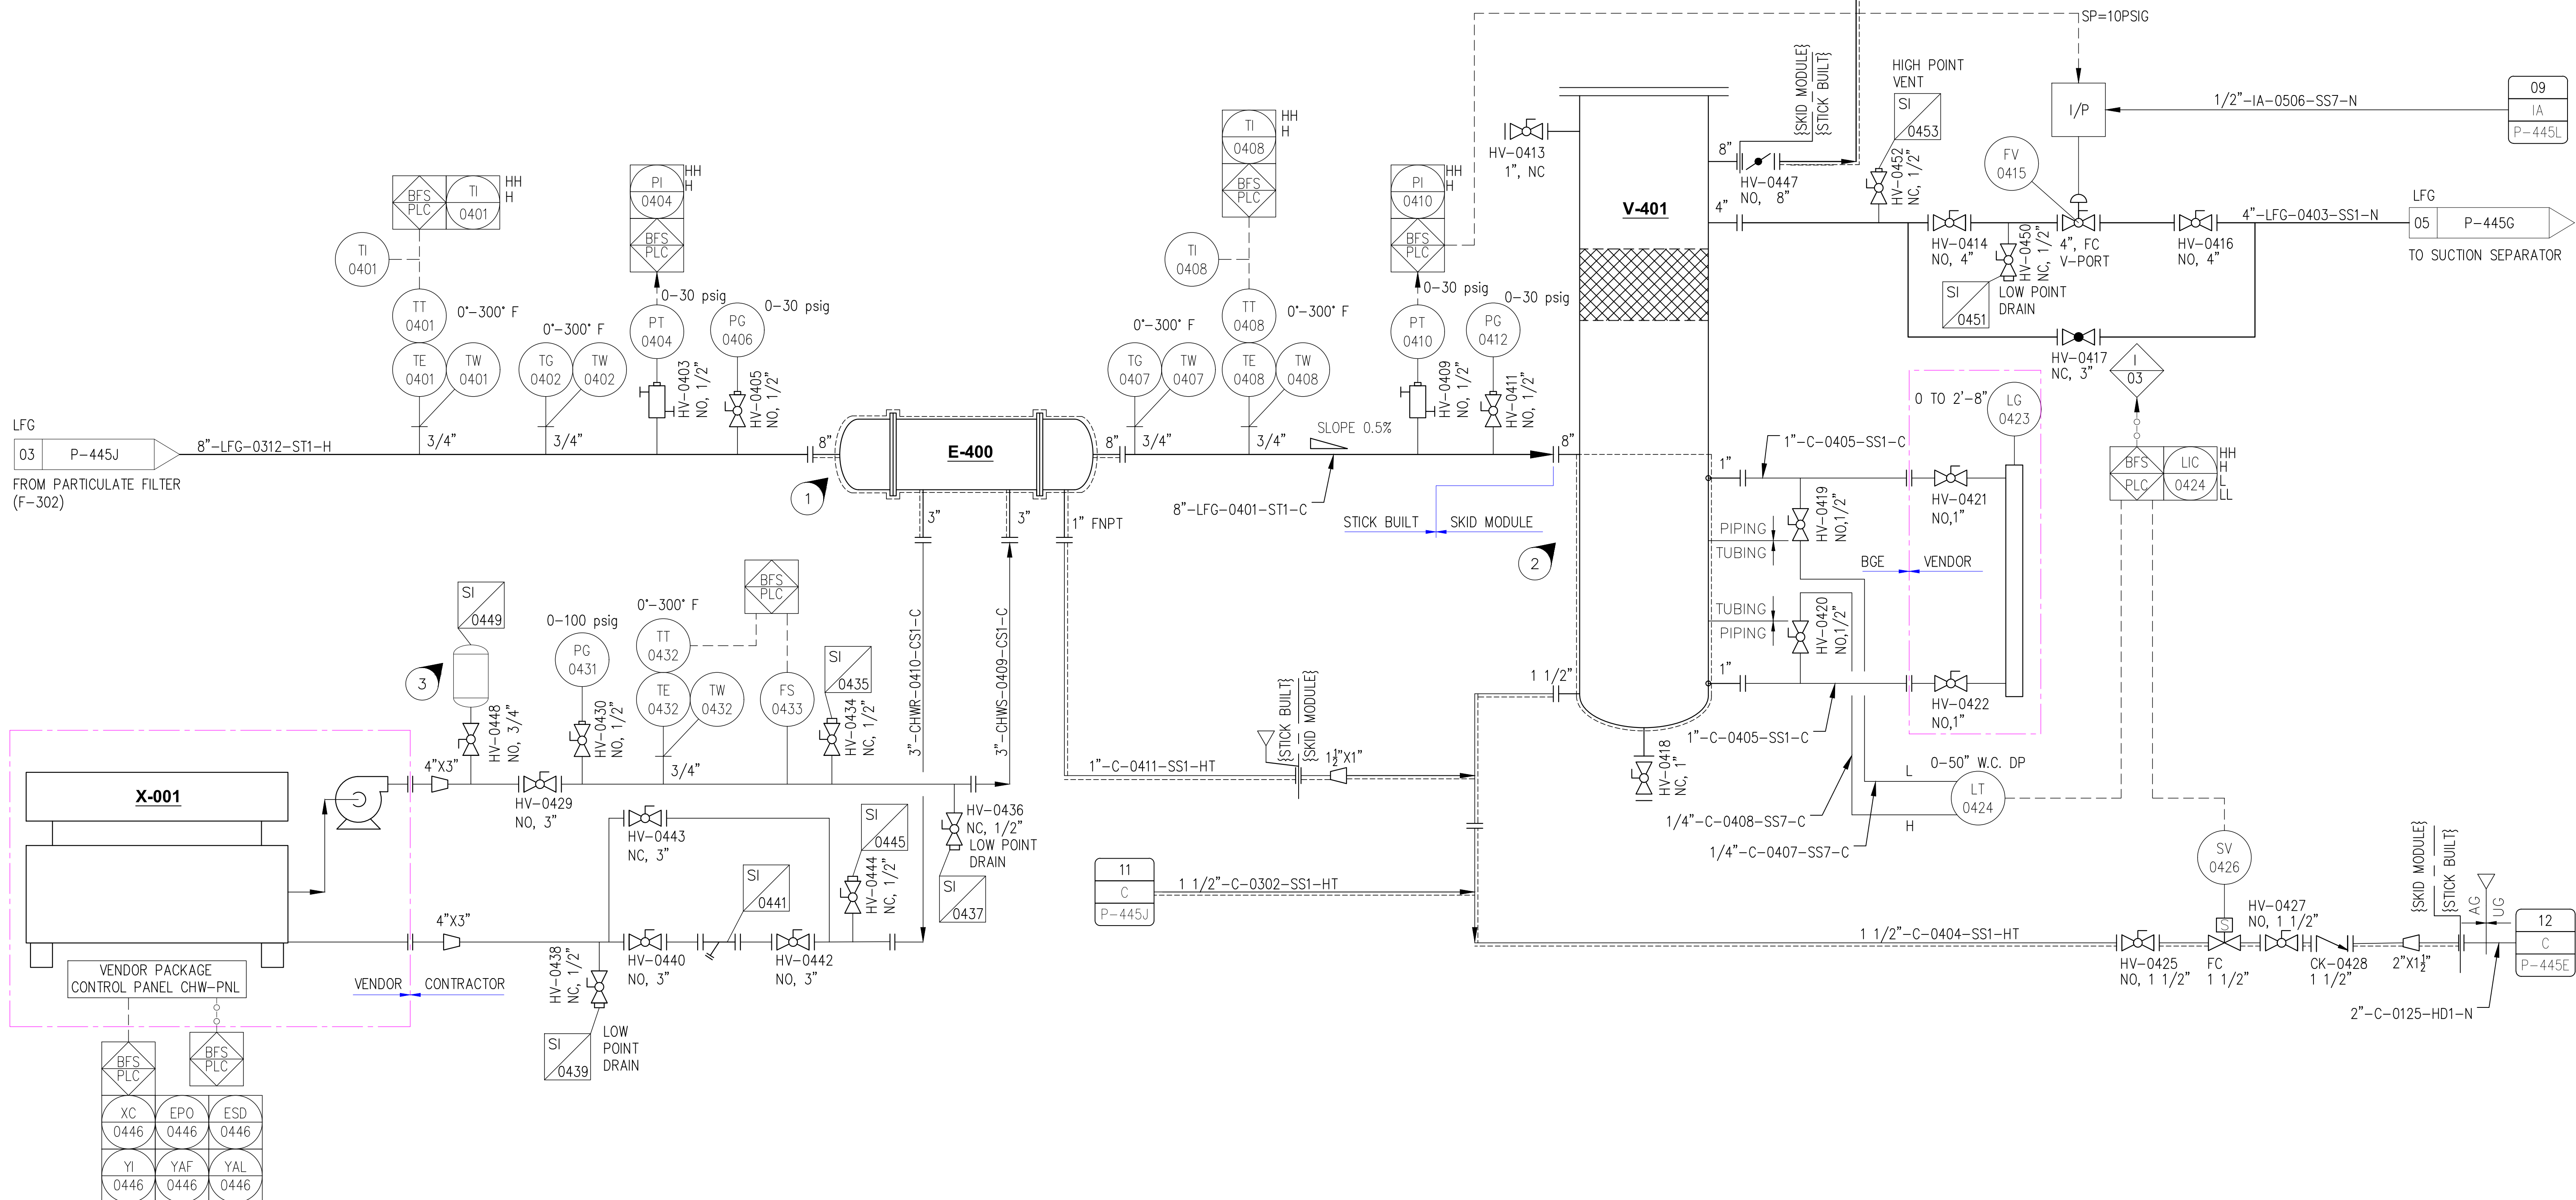 SP=10PSIG
HIGH POINT
VENT
SI
0453
HV-0452
NC, 1/2"
{SKID MODULE}
{STICK BUILT}
I/P
1/2"-IA-0506-SS7-N
09
IA
P-445L
FV
0415
HV-0413
1", NC
8"
HV-0447
NO, 8"
V-401
4"
HV-0414
NO, 4"
HV-0450
NC, 1/2"
4", FC
V-PORT
HV-0416
NO, 4"
4"-LFG-0403-SS1-N
LFG
05
P-445G
TO SUCTION SEPARATOR
SI
0451
LOW POINT
DRAIN
HV-0417
NC, 3"
BFS
PLC
TI
0401
HH
H
TI
0401
TT
0401
0°-300° F
TE
0401
TW
0401
3/4"
0°-300° F
TG
0402
TW
0402
3/4"
PI
0404
HH
H
BFS
PLC
0-30 psig
PT
0404
HV-0403
NO, 1/2"
0-30 psig
PG
0406
HV-0405
NO, 1/2"
TI
0408
HH
H
BFS
PLC
TI
0408
TT
0408
0°-300° F
0°-300° F
TG
0407
TW
0407
3/4"
TE
0408
TW
0408
3/4"
PI
0410
HH
H
BFS
PLC
0-30 psig
PT
0410
HV-0409
NO, 1/2"
0-30 psig
PG
0412
HV-0411
NO, 1/2"
LFG
03
P-445J
8"-LFG-0312-ST1-H
FROM PARTICULATE FILTER
(F-302)
8"
E-400
8"
1
3"
3"
1" FNPT
SLOPE 0.5%
8"
8"-LFG-0401-ST1-C
STICK BUILT
SKID MODULE
2
I
03
0 TO 2'-8"
LG
0423
1"-C-0405-SS1-C
1"
HV-0419
NO,1/2"
HV-0421
NO,1"
BFS
PLC
LIC
0424
HH
H
L
LL
PIPING
TUBING
BGE
VENDOR
TUBING
PIPING
HV-0420
NO,1/2"
1"
HV-0422
NO,1"
1"-C-0405-SS1-C
1 1/2"
HV-0418
NC, 1"
L
0-50" W.C. DP
LT
0424
H
1/4"-C-0408-SS7-C
1/4"-C-0407-SS7-C
SI
0449
3
HV-0448
NO, 3/4"
0-100 psig
PG
0431
HV-0430
NO, 1/2"
0°-300° F
TT
0432
TE
0432
TW
0432
3/4"
BFS
PLC
FS
0433
SI
0435
HV-0434
NC, 1/2"
3"-CHWR-0410-CS1-C
3"-CHWS-0409-CS1-C
{STICK BUILT}
{SKID MODULE}
1"-C-0411-SS1-HT
1½"X1"
X-001
4"X3"
HV-0429
NO, 3"
HV-0443
NC, 3"
HV-0436
NC, 1/2"
LOW POINT
DRAIN
SI
0437
SI
0445
HV-0444
NC, 1/2"
SI
0441
4"X3"
HV-0438
NC, 1/2"
HV-0440
NO, 3"
HV-0442
NO, 3"
SI
0439
LOW
POINT
DRAIN
VENDOR PACKAGE
CONTROL PANEL CHW-PNL
VENDOR
CONTRACTOR
BFS
PLC
BFS
PLC
XC
0446
EPO
0446
ESD
0446
YI
0446
YAF
0446
YAL
0446
11
C
P-445J
1 1/2"-C-0302-SS1-HT
1 1/2"-C-0404-SS1-HT
SV
0426
S
HV-0425
NO, 1 1/2"
FC
1 1/2"
HV-0427
NO, 1 1/2"
CK-0428
1 1/2"
2"X1½"
{SKID MODULE}
{STICK BUILT}
AG
UG
12
C
P-445E
2"-C-0125-HD1-N